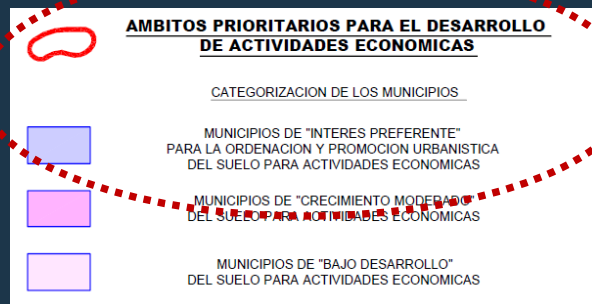 AMBITOS PRIORITARIOS PARA EL DESARROLLO
DE ACTIVIDADES ECONOMICAS
CATEGORIZACION DE LOS MUNICIPIOS
MUNICIPIOS DE "INTERES PREFERENTE"
PARA LA ORDENACION Y PROMOCION URBANISTICA
DEL SUELO PARA ACTIVIDADES ECONOMICAS
MUNICIPIOS DE "CRECIMIENTO MODERADO"
DEL SUELO PARA ACTIVIDADES ECONOMICAS
MUNICIPIOS DE "BAJO DESARROLLO"
DEL SUELO PARA ACTIVIDADES ECONOMICAS